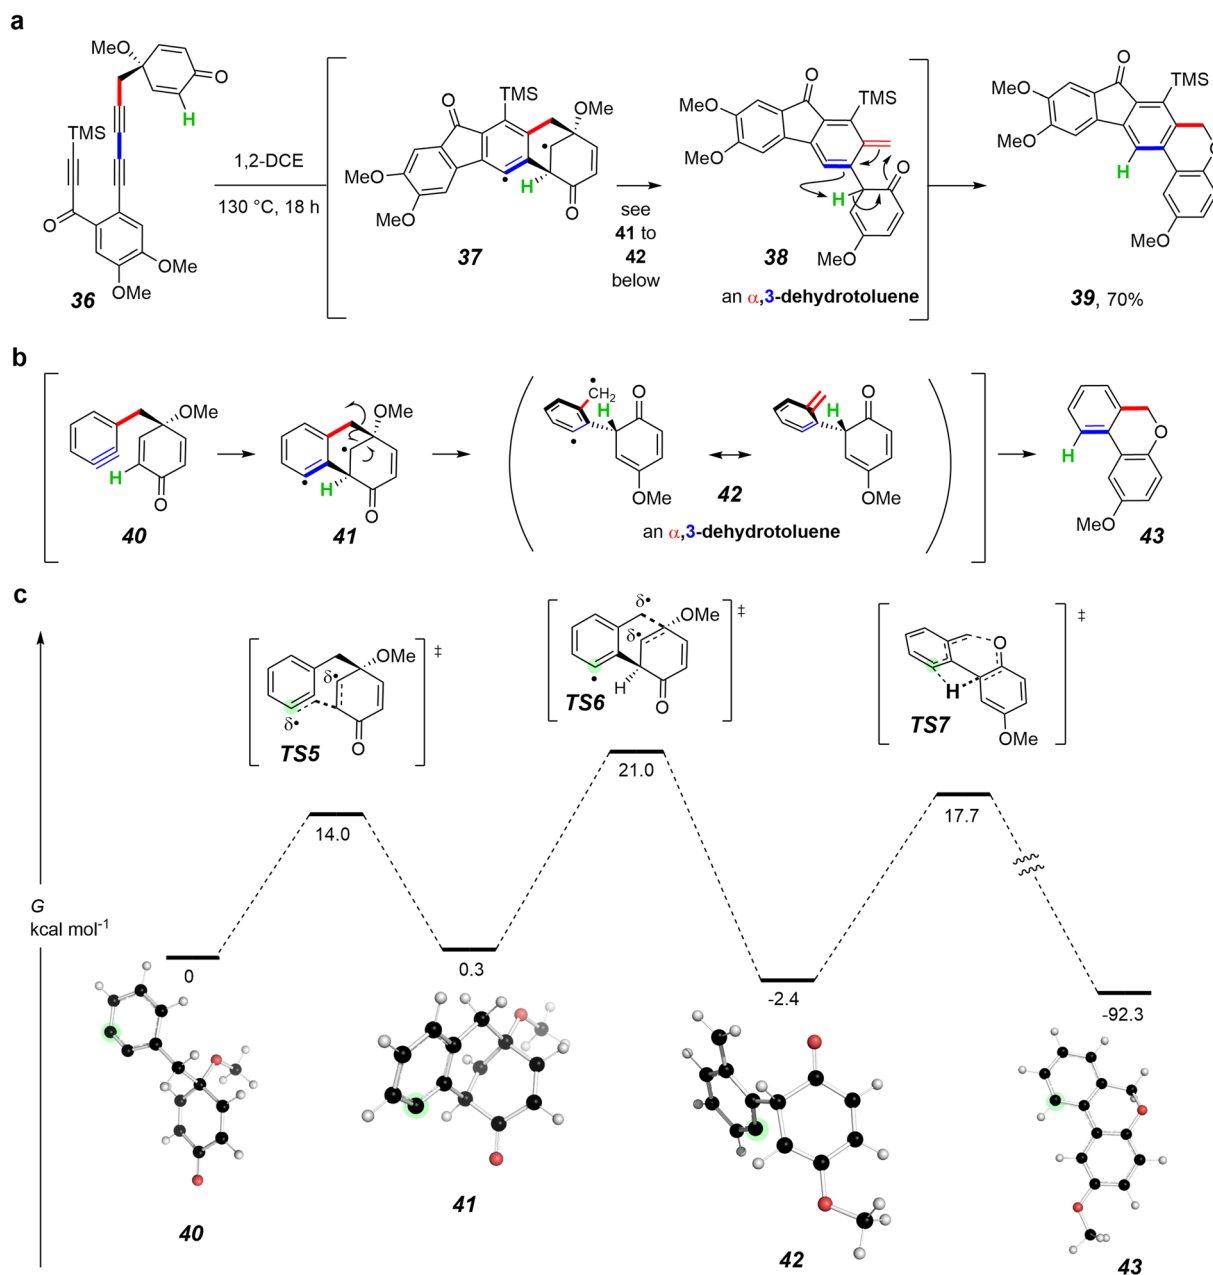 a
MeO
O
H
TMS
O
OMe
OMe
36
1,2-DCE
130 °C, 18 h
O
TMS
OMe
MeO
MeO
H
O
37
see
41 to
42
below
O
TMS
MeO
MeO
H
O
MeO
38
an α,3-dehydrotoluene
O
TMS
MeO
MeO
H
O
MeO
39, 70%
b
OMe
H
O
40
OMe
H
O
41
CH2
O
H
OMe
42
O
H
OMe
an α,3-dehydrotoluene
H
O
MeO
43
c
OMe
δ•
δ•
O
TS5
‡
δ•
OMe
δ•
H
O
TS6
‡
O
H
OMe
TS7
‡
G
kcal mol-1
0
14.0
0.3
21.0
-2.4
17.7
-92.3
40
41
42
43